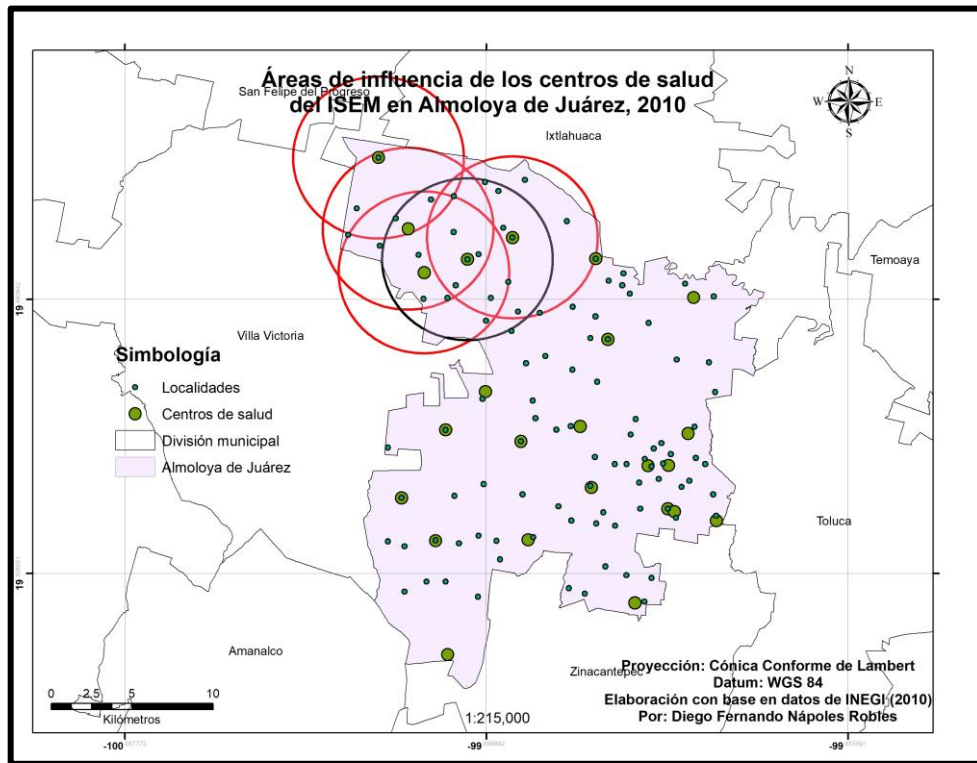 Áreas de influencia de los centros de salud
del ISEM en Almoloya de Juárez, 2010
San Felipe del Progreso
Ixtlahuaca
N
W
E
S
Temoaya
Villa Victoria
Simbología
Localidades
Centros de salud
División municipal
Almoloya de Juárez
Toluca
Amanalco
Zinacantepec
Proyección: Cónica Conforme de Lambert
Datum: WGS 84
Elaboración con base en datos de INEGI (2010)
Por: Diego Fernando Nápoles Robles
0 2.5 5 10
Kilómetros
1:215,000
-100
-99
-99
19
19